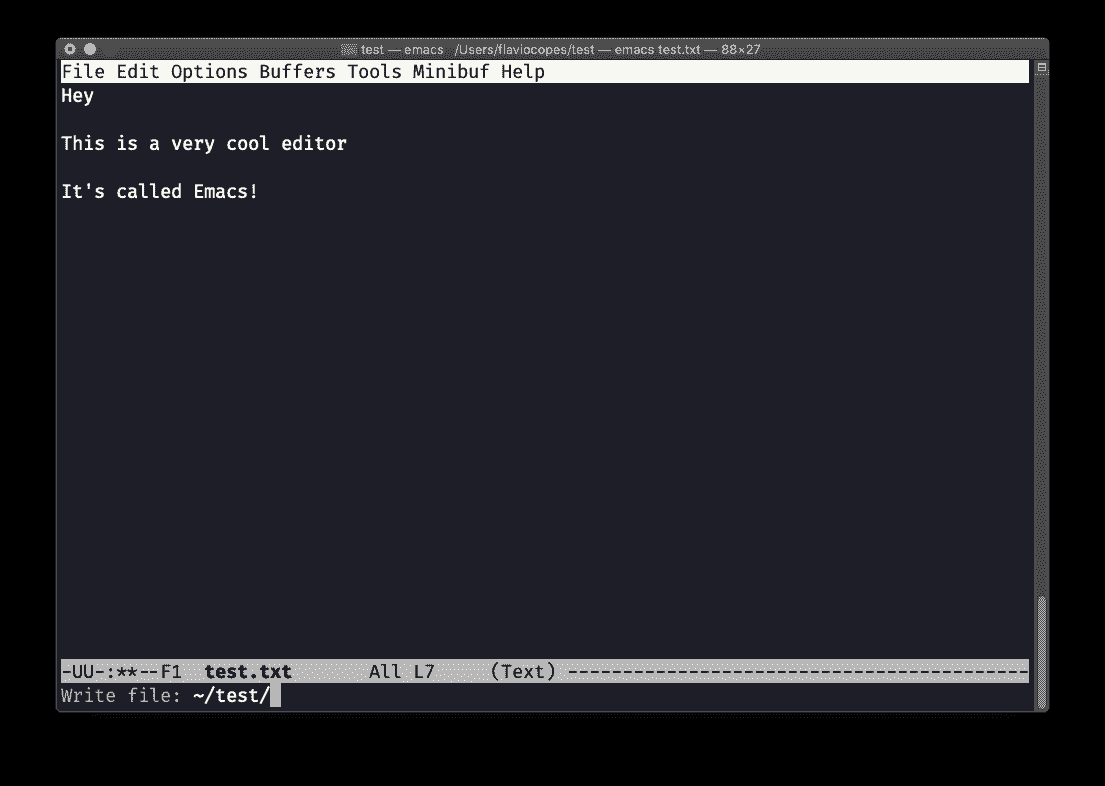 test — emacs  /Users/flaviocopes/test — emacs test.txt — 88×27
File Edit Options Buffers Tools Minibuf Help
Hey
This is a very cool editor
It's called Emacs!
-UU-:**--F1  test.txt       All L7     (Text) ------------------------------------------
Write file: ~/test/